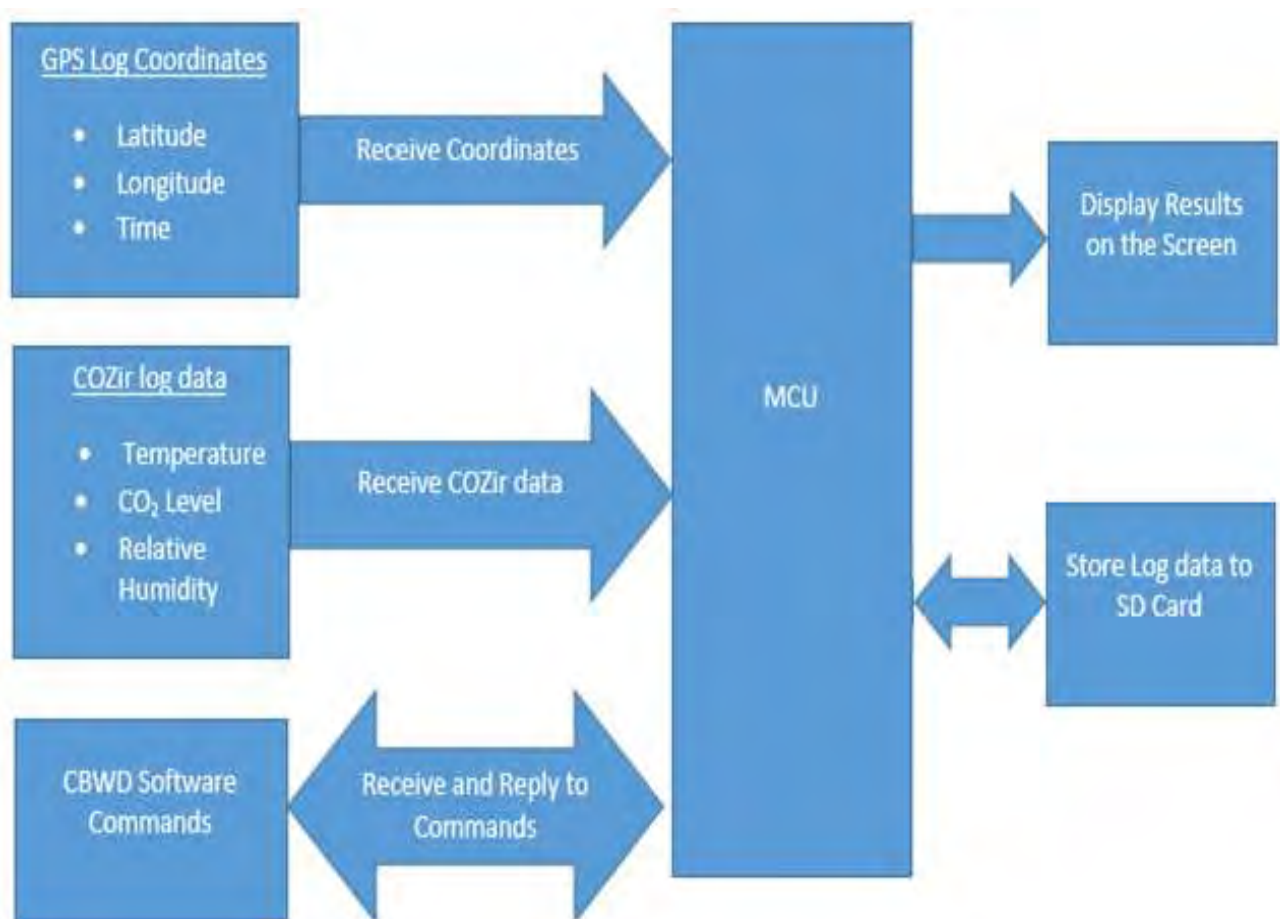 GPS Log Coordinates
• Latitude
• Longitude
• Time
Receive Coordinates
COZir log data
• Temperature
• CO₂ Level
• Relative
Humidity
Receive COZir data
CBWD Software
Commands
Receive and Reply to
Commands
MCU
Display Results
on the Screen
Store Log data to
SD Card